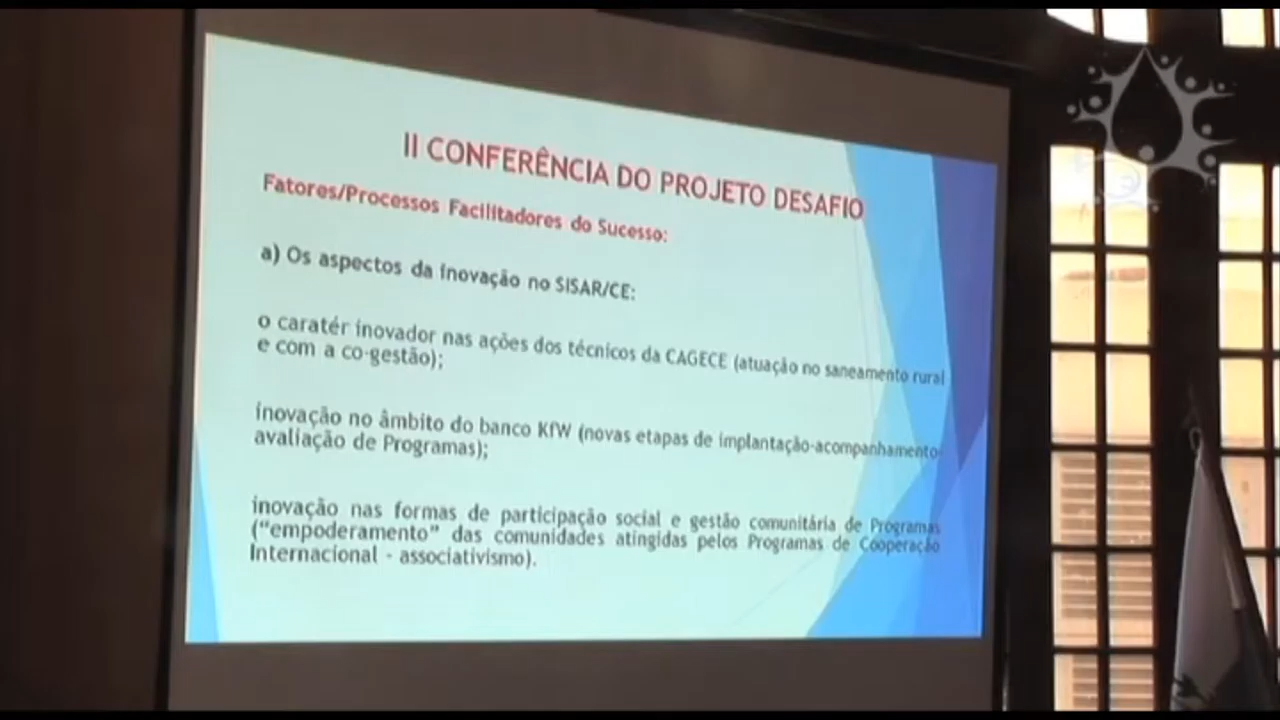 II CONFERÊNCIA DO PROJETO DESAFIO
Fatores/Processos Facilitadores do Sucesso:
a) Os aspectos da inovação no SISAR/CE:
o caratér inovador nas ações dos técnicos da CAGECE (atuação no saneamento rural
e com a co-gestão);
inovação no âmbito do banco KfW (novas etapas de implantação-acompanhamento-
avaliação de Programas);
inovação nas formas de participação social e gestão comunitária de Programas
("empoderamento" das comunidades atingidas pelos Programas de Cooperação
Internacional - associativismo).